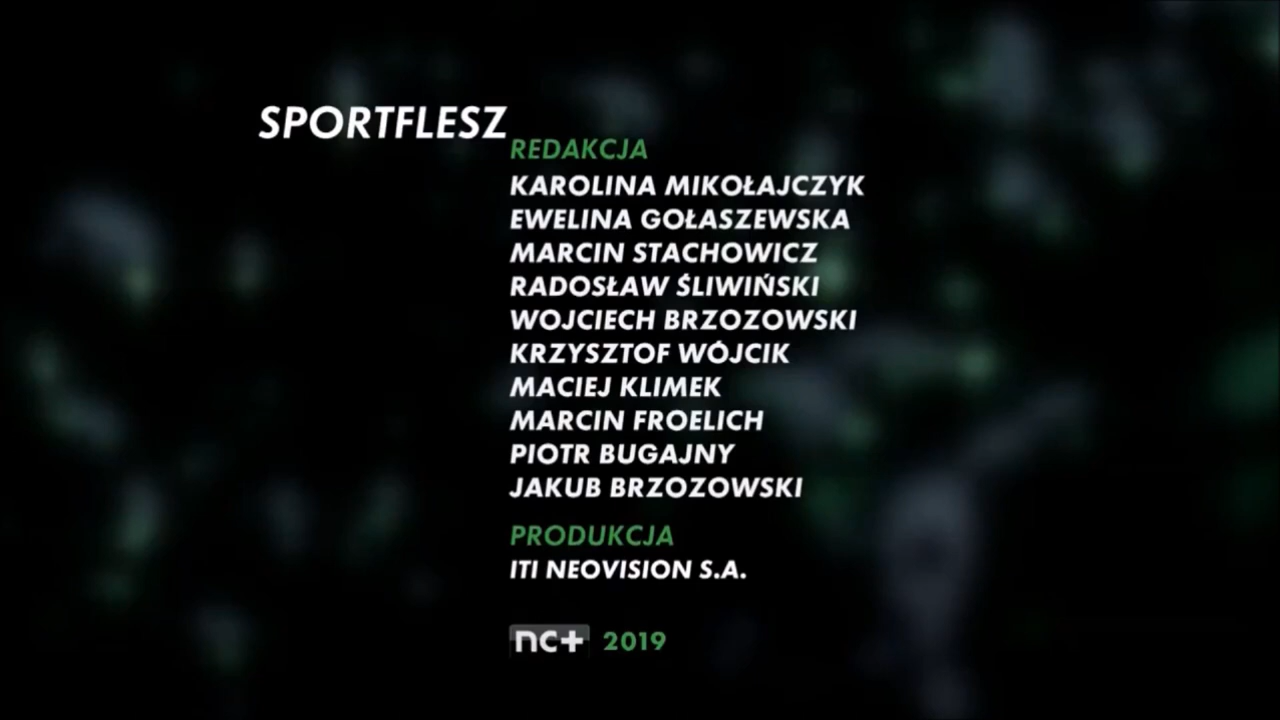 SPORTFLESZ
REDAKCJA
KAROLINA MIKOŁAJCZYK
EWELINA GOŁASZEWSKA
MARCIN STACHOWICZ
RADOSŁAW ŚLIWIŃSKI
WOJCIECH BRZOZOWSKI
KRZYSZTOF WÓJCIK
MACIEJ KLIMEK
MARCIN FROELICH
PIOTR BUGAJNY
JAKUB BRZOZOWSKI
PRODUKCJA
ITI NEOVISION S.A.
nc+ 2019